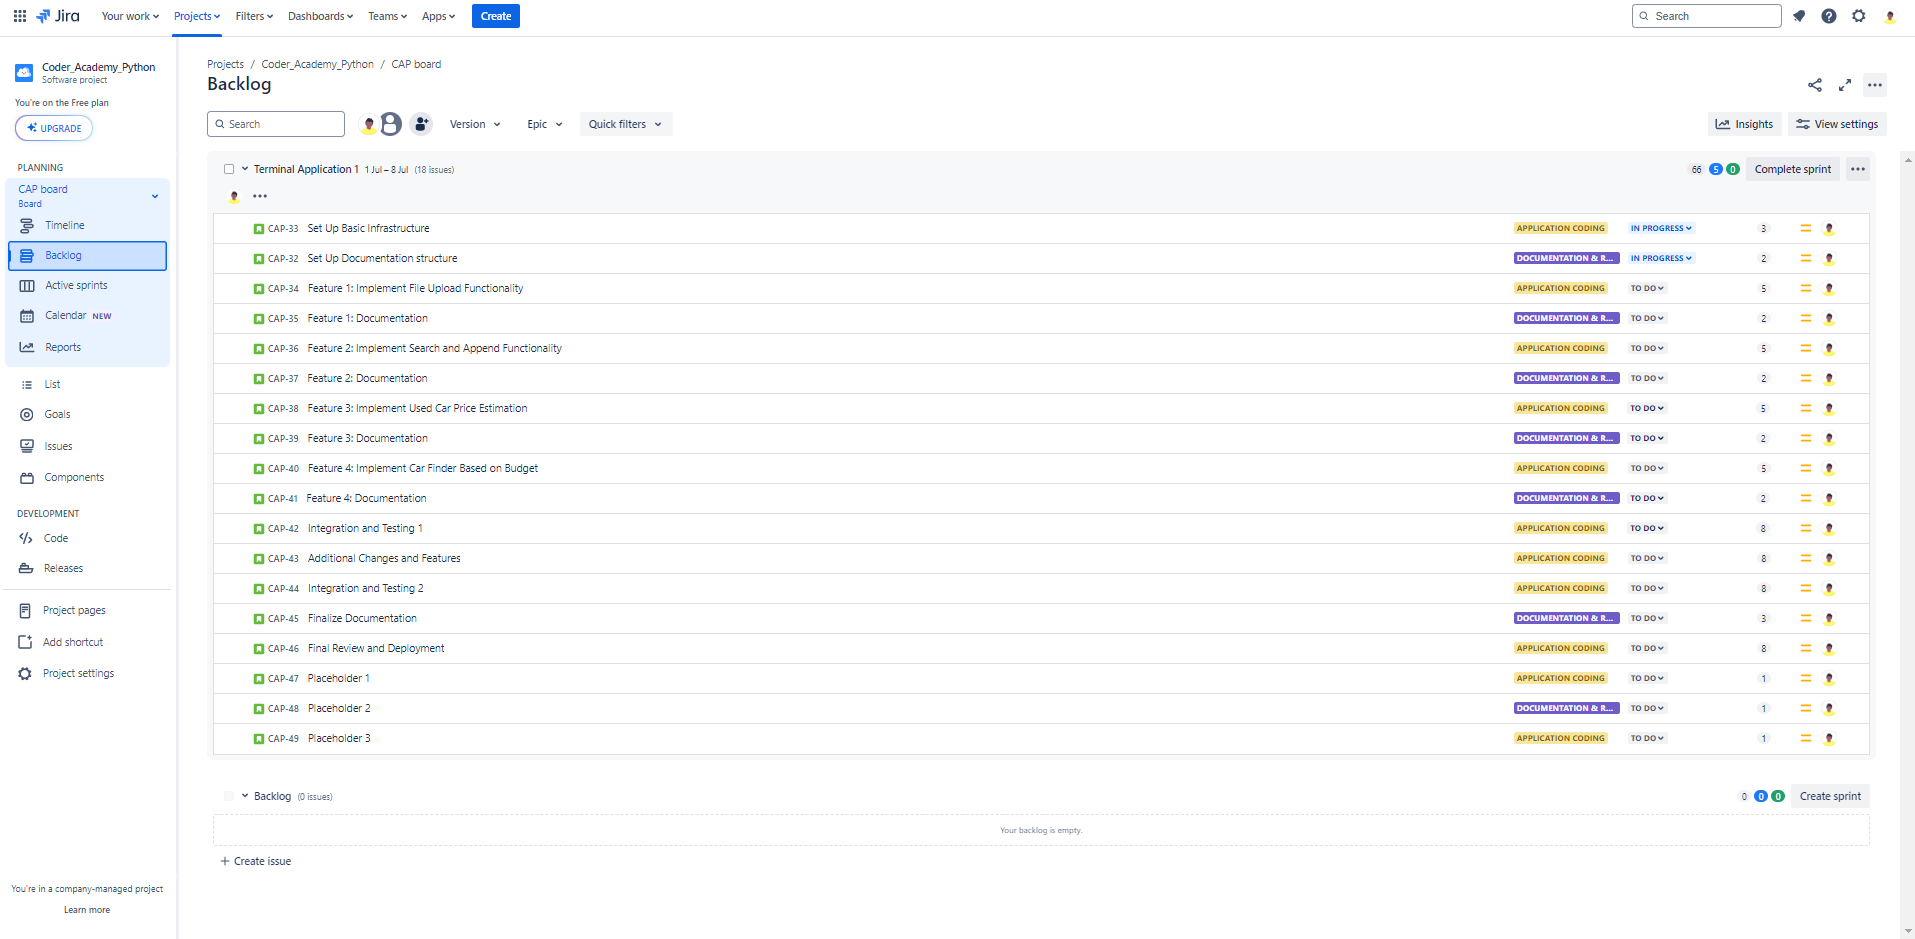 Jira Your work Projects Filters Dashboards Teams Apps Create Search
Coder_Academy_Python
Software project
You're on the Free plan
UPGRADE
PLANNING
CAP board
Board
Timeline
Backlog
Active sprints
Calendar NEW
Reports
List
Goals
Issues
Components
DEVELOPMENT
Code
Releases
Project pages
Add shortcut
Project settings
You're in a company-managed project
Learn more
Projects / Coder_Academy_Python / CAP board
Backlog
Search Version Epic Quick filters Insights View settings
Terminal Application 1 1 Jul – 8 Jul (18 issues) 66 5 0 Complete sprint
CAP-33 Set Up Basic Infrastructure APPLICATION CODING IN PROGRESS 3
CAP-32 Set Up Documentation structure DOCUMENTATION & R... IN PROGRESS 2
CAP-34 Feature 1: Implement File Upload Functionality APPLICATION CODING TO DO 5
CAP-35 Feature 1: Documentation DOCUMENTATION & R... TO DO 2
CAP-36 Feature 2: Implement Search and Append Functionality APPLICATION CODING TO DO 5
CAP-37 Feature 2: Documentation DOCUMENTATION & R... TO DO 2
CAP-38 Feature 3: Implement Used Car Price Estimation APPLICATION CODING TO DO 5
CAP-39 Feature 3: Documentation DOCUMENTATION & R... TO DO 2
CAP-40 Feature 4: Implement Car Finder Based on Budget APPLICATION CODING TO DO 5
CAP-41 Feature 4: Documentation DOCUMENTATION & R... TO DO 2
CAP-42 Integration and Testing 1 APPLICATION CODING TO DO 8
CAP-43 Additional Changes and Features APPLICATION CODING TO DO 8
CAP-44 Integration and Testing 2 APPLICATION CODING TO DO 8
CAP-45 Finalize Documentation DOCUMENTATION & R... TO DO 3
CAP-46 Final Review and Deployment APPLICATION CODING TO DO 8
CAP-47 Placeholder 1 APPLICATION CODING TO DO 1
CAP-48 Placeholder 2 DOCUMENTATION & R... TO DO 1
CAP-49 Placeholder 3 APPLICATION CODING TO DO 1
Backlog (0 issues) 0 0 0 Create sprint
Your backlog is empty.
+ Create issue